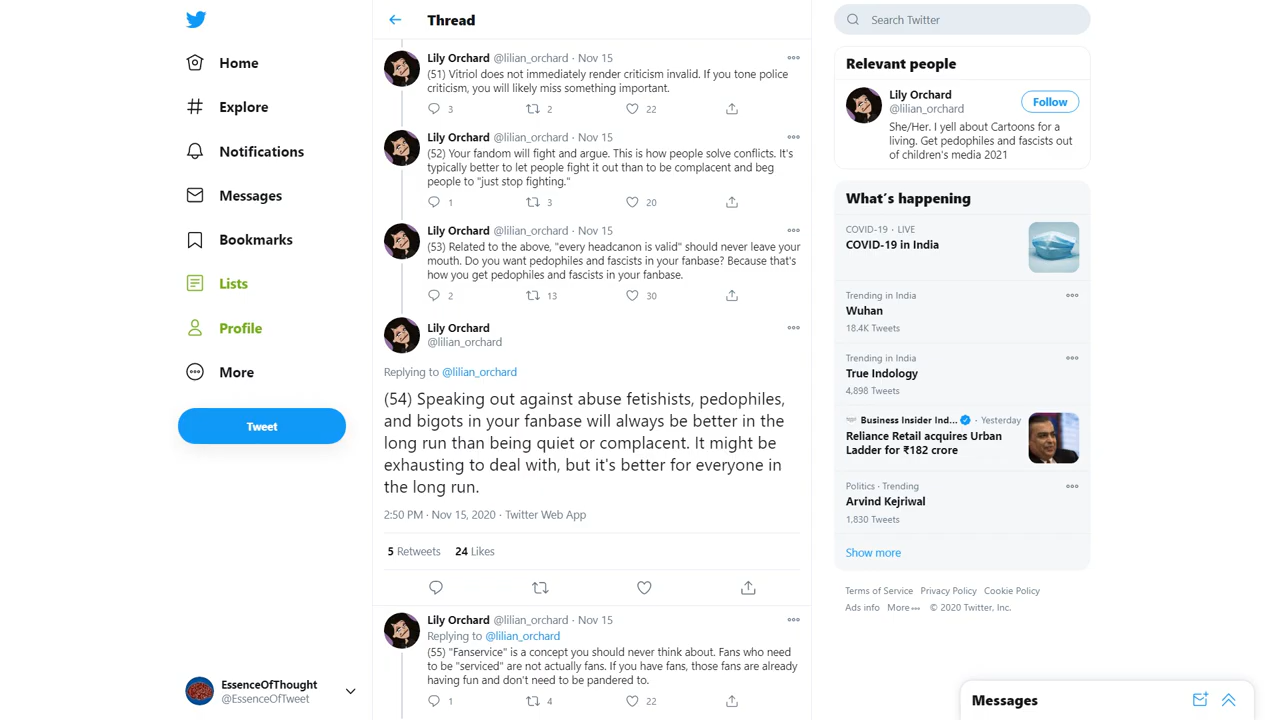 Home
Explore
Notifications
Messages
Bookmarks
Lists
Profile
More
Tweet
EssenceOfThought
@EssenceOfTweet
Thread
Lily Orchard @lilian_orchard · Nov 15
(51) Vitriol does not immediately render criticism invalid. If you tone police
criticism, you will likely miss something important.
3 2 22
Lily Orchard @lilian_orchard · Nov 15
(52) Your fandom will fight and argue. This is how people solve conflicts. It's
typically better to let people fight it out than to be complacent and beg
people to "just stop fighting."
1 3 20
Lily Orchard @lilian_orchard · Nov 15
(53) Related to the above, "every headcanon is valid" should never leave your
mouth. Do you want pedophiles and fascists in your fanbase? Because that's
how you get pedophiles and fascists in your fanbase.
2 13 30
Lily Orchard
@lilian_orchard
Replying to @lilian_orchard
(54) Speaking out against abuse fetishists, pedophiles,
and bigots in your fanbase will always be better in the
long run than being quiet or complacent. It might be
exhausting to deal with, but it's better for everyone in
the long run.
2:50 PM · Nov 15, 2020 · Twitter Web App
5 Retweets 24 Likes
Lily Orchard @lilian_orchard · Nov 15
Replying to @lilian_orchard
(55) "Fanservice" is a concept you should never think about. Fans who need
to be "serviced" are not actually fans. If you have fans, those fans are already
having fun and don't need to be pandered to.
1 4 22
Search Twitter
Relevant people
Lily Orchard
@lilian_orchard
Follow
She/Her. I yell about Cartoons for a
living. Get pedophiles and fascists out
of children's media 2021
What's happening
COVID-19 · LIVE
COVID-19 in India
Trending in India
Wuhan
18.4K Tweets
Trending in India
True Indology
4,898 Tweets
Business Insider Ind... · Yesterday
Reliance Retail acquires Urban
Ladder for ₹182 crore
Politics · Trending
Arvind Kejriwal
1,830 Tweets
Show more
Terms of Service Privacy Policy Cookie Policy
Ads info More © 2020 Twitter, Inc.
Messages